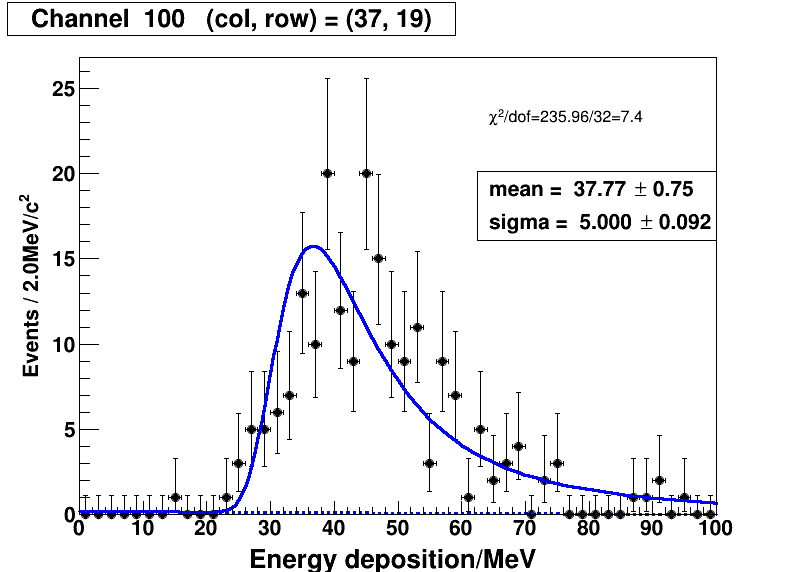 Channel 100 (col, row) = (37, 19)
χ²/dof=235.96/32=7.4
mean = 37.77 ± 0.75
sigma = 5.000 ± 0.092
Events / 2.0MeV/c²
25
20
15
10
5
0
0 10 20 30 40 50 60 70 80 90 100
Energy deposition/MeV